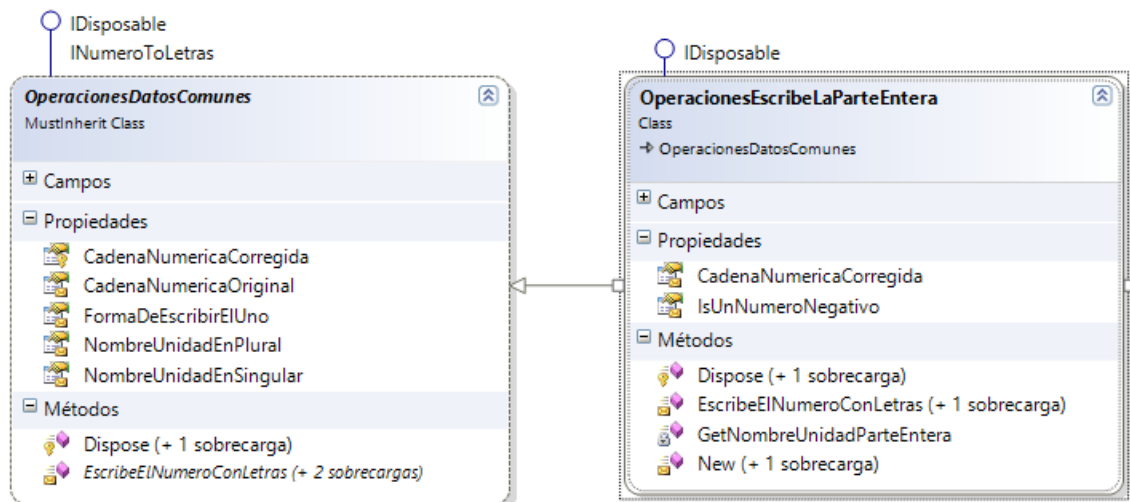 IDisposable
INumeroToLetras
OperacionesDatosComunes
MustInherit Class
Campos
Propiedades
CadenaNumericaCorregida
CadenaNumericaOriginal
FormaDeEscribirElUno
NombreUnidadEnPlural
NombreUnidadEnSingular
Métodos
Dispose (+ 1 sobrecarga)
EscribeElNumeroConLetras (+ 2 sobrecargas)
IDisposable
OperacionesEscribeLaParteEntera
Class
OperacionesDatosComunes
Campos
Propiedades
CadenaNumericaCorregida
IsUnNumeroNegativo
Métodos
Dispose (+ 1 sobrecarga)
EscribeElNumeroConLetras (+ 1 sobrecarga)
GetNombreUnidadParteEntera
New (+ 1 sobrecarga)